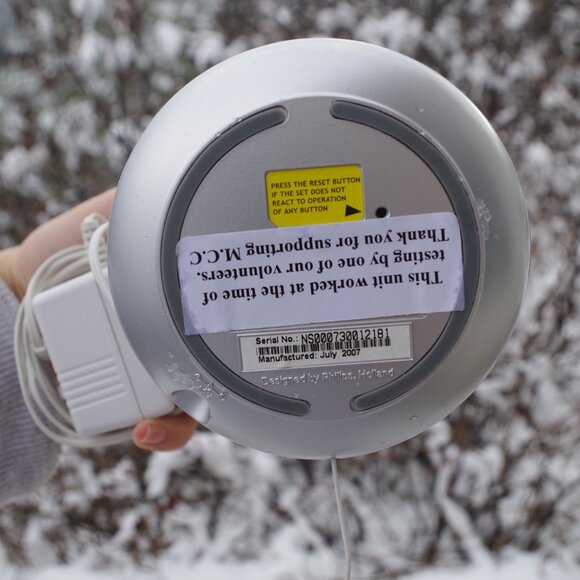 PRESS THE RESET BUTTON
IF THE SET DOES NOT
REACT TO OPERATION
OF ANY BUTTON
This unit worked at the time of
testing by one of our volunteers.
Thank you for supporting M.C.C
Serial No.: NS000730012181
Manufactured: July 2007
Designed by Philips, Holland